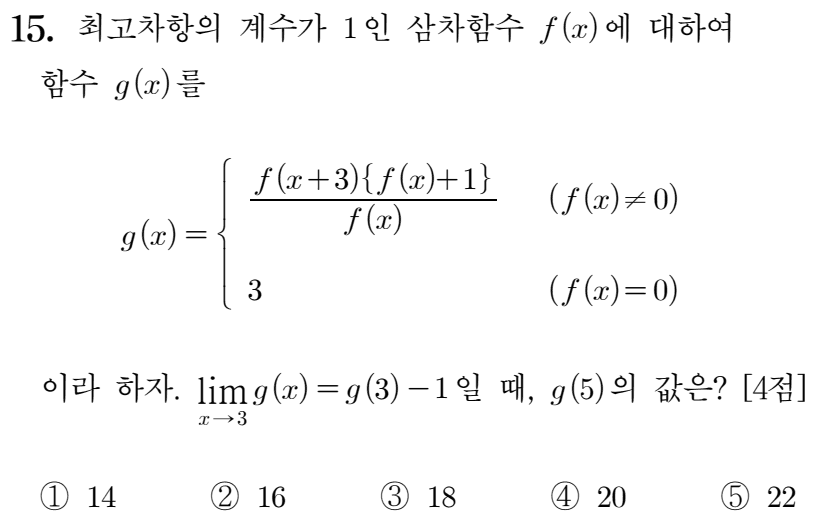 15. 최고차항의 계수가 1인 삼차함수 f(x)에 대하여
함수 g(x)를
g(x) = { f(x+3){f(x)+1} / f(x) (f(x)≠0)
3 (f(x)=0)
이라 하자. lim x→3 g(x) = g(3) − 1일 때, g(5)의 값은? [4점]
① 14 ② 16 ③ 18 ④ 20 ⑤ 22